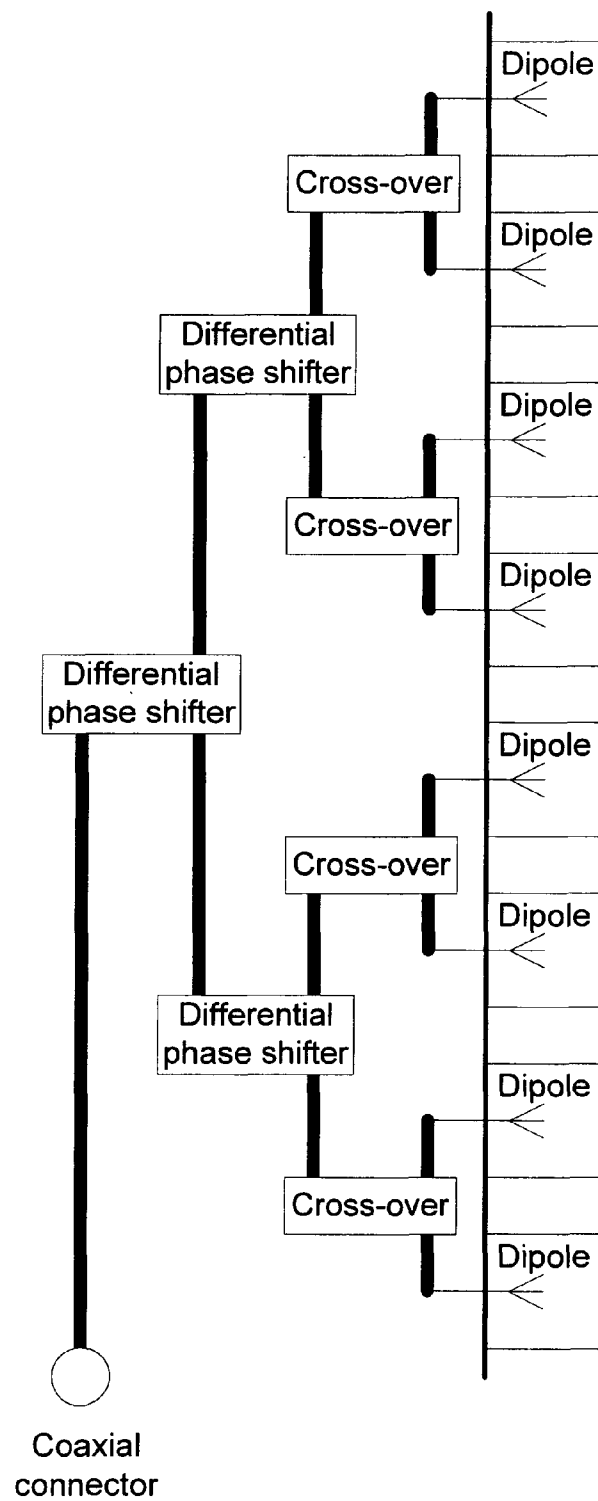 Dipole
Cross-over
Dipole
Differential
phase shifter
Dipole
Cross-over
Dipole
Differential
phase shifter
Dipole
Cross-over
Dipole
Differential
phase shifter
Dipole
Cross-over
Dipole
Coaxial
connector